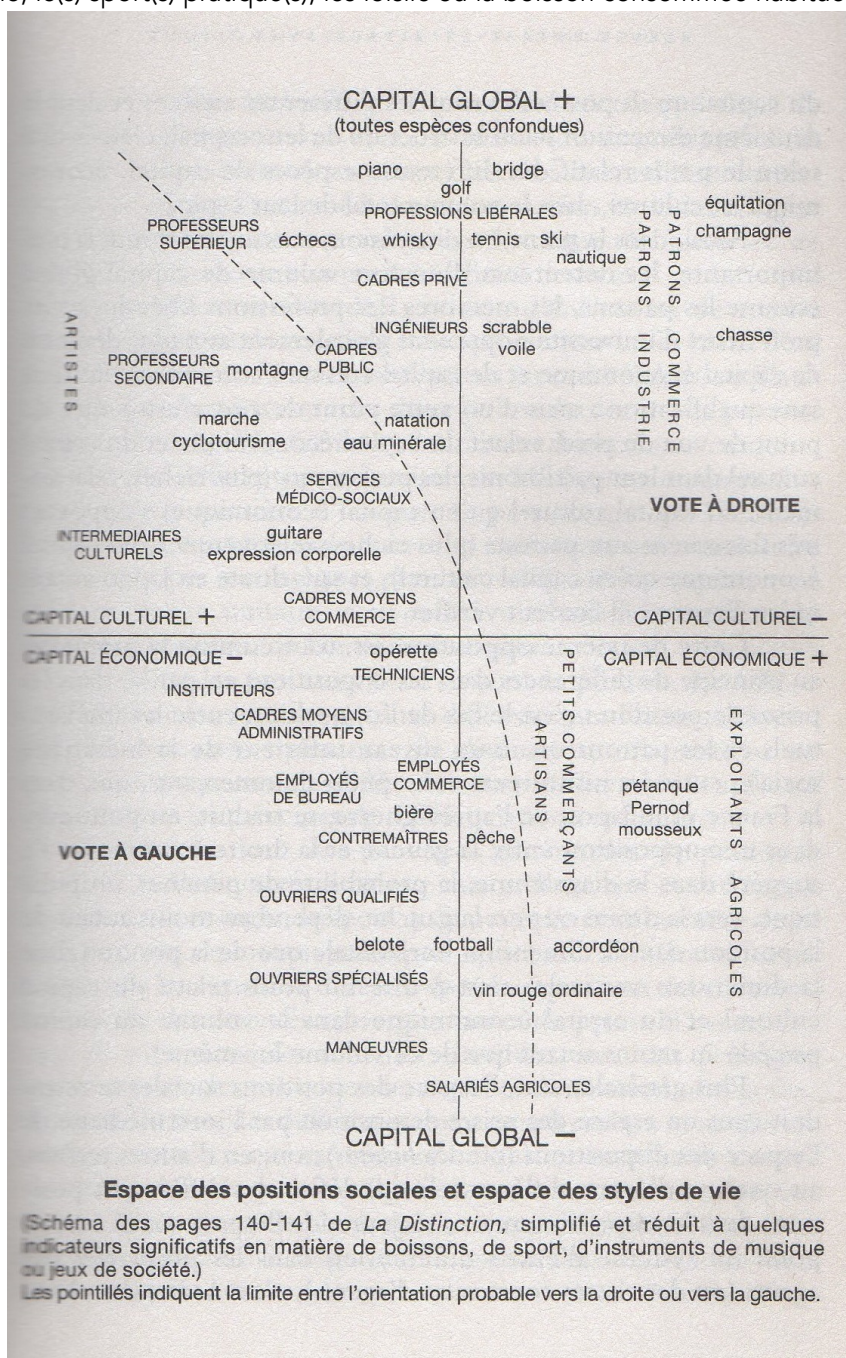 CAPITAL GLOBAL +
(toutes espèces confondues)
piano bridge
golf
équitation
PROFESSIONS LIBÉRALES
champagne
PROFESSEURS
SUPÉRIEUR échecs whisky tennis ski
nautique
CADRES PRIVÉ
PATRONS INDUSTRIE
PATRONS COMMERCE
ARTISTES
INGÉNIEURS scrabble
voile
chasse
CADRES
PUBLIC
PROFESSEURS
SECONDAIRE montagne
marche natation
cyclotourisme eau minérale
SERVICES
MÉDICO-SOCIAUX
VOTE À DROITE
INTERMEDIAIRES
CULTURELS
guitare
expression corporelle
CADRES MOYENS
COMMERCE
CAPITAL CULTUREL + CAPITAL CULTUREL −
CAPITAL ÉCONOMIQUE − CAPITAL ÉCONOMIQUE +
opérette
TECHNICIENS
INSTITUTEURS
CADRES MOYENS
ADMINISTRATIFS
ARTISANS
PETITS COMMERÇANTS
EXPLOITANTS AGRICOLES
EMPLOYÉS
COMMERCE
EMPLOYÉS
DE BUREAU
pétanque
Pernod
mousseux
bière
CONTREMAÎTRES pêche
VOTE À GAUCHE
OUVRIERS QUALIFIÉS
belote football accordéon
OUVRIERS SPÉCIALISÉS
vin rouge ordinaire
MANŒUVRES
SALARIÉS AGRICOLES
CAPITAL GLOBAL −
Espace des positions sociales et espace des styles de vie
Schéma des pages 140-141 de La Distinction, simplifié et réduit à quelques
indicateurs significatifs en matière de boissons, de sport, d'instruments de musique
ou jeux de société.)
Les pointillés indiquent la limite entre l'orientation probable vers la droite ou vers la gauche.